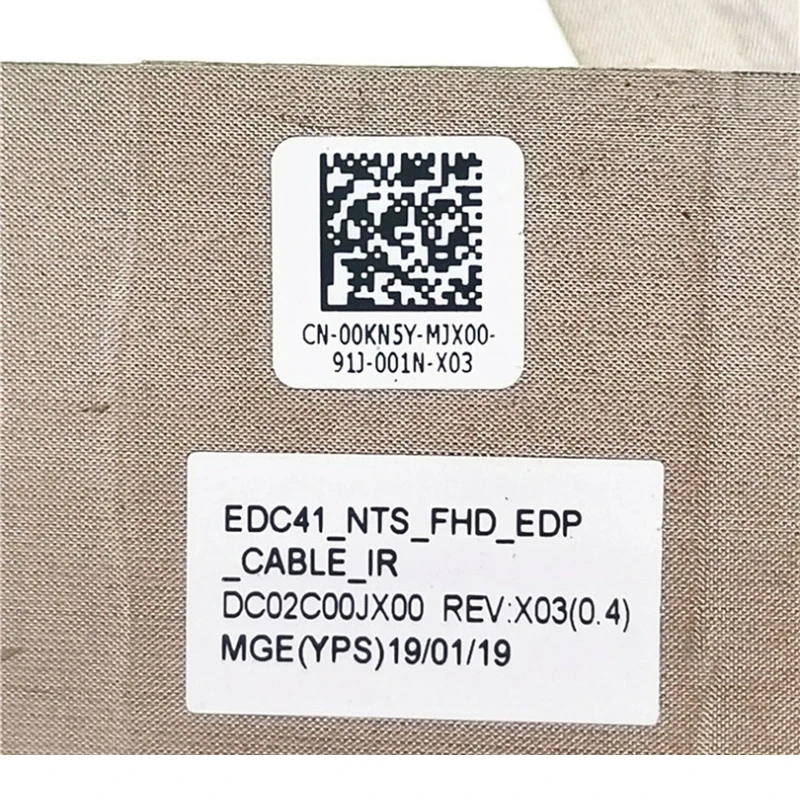 CN-00KN5Y-MJX00-
91J-001N-X03
EDC41_NTS_FHD_EDP
_CABLE_IR
DC02C00JX00 REV:X03(0.4)
MGE(YPS)19/01/19